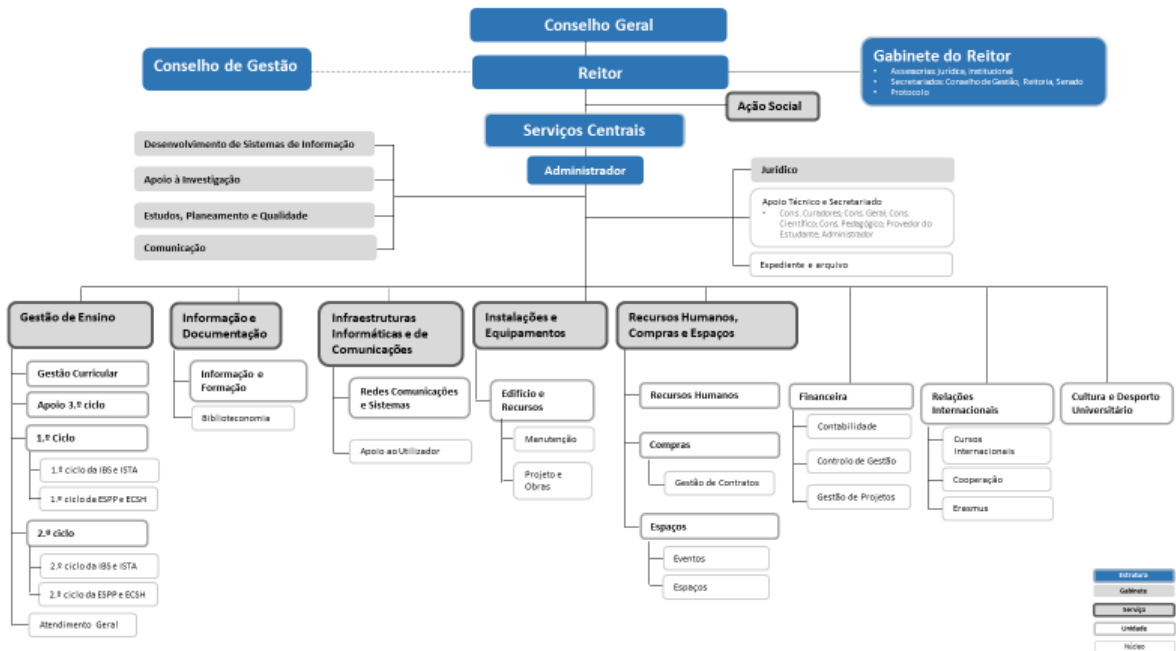 Conselho Geral
Conselho de Gestão
Reitor
Gabinete do Reitor
• Assessorias jurídica, institucional
• Secretariados: Conselho de Gestão, Reitoria, Senado
• Protocolo
Ação Social
Serviços Centrais
Administrador
Desenvolvimento de Sistemas de Informação
Apoio à Investigação
Estudos, Planeamento e Qualidade
Comunicação
Jurídico
Apoio Técnico e Secretariado
• Cons. Curadores; Cons. Geral; Cons.
Científico; Cons. Pedagógico; Provedor do
Estudante; Administrador
Expediente e arquivo
Gestão de Ensino
Gestão Curricular
Apoio 3.º ciclo
1.º Ciclo
1.º ciclo da IBS e ISTA
1.º ciclo da ESPP e ECSH
2.º ciclo
2.º ciclo da IBS e ISTA
2.º ciclo da ESPP e ECSH
Atendimento Geral
Informação e
Documentação
Informação e
Formação
Biblioteconomia
Infraestruturas
Informáticas e de
Comunicações
Redes Comunicações
e Sistemas
Apoio ao Utilizador
Instalações e
Equipamentos
Edifício e
Recursos
Manutenção
Projeto e
Obras
Recursos Humanos,
Compras e Espaços
Recursos Humanos
Compras
Gestão de Contratos
Espaços
Eventos
Espaços
Financeira
Contabilidade
Controlo de Gestão
Gestão de Projetos
Relações
Internacionais
Cursos
Internacionais
Cooperação
Erasmus
Cultura e Desporto
Universitário
Estrutura
Gabinete
Serviço
Unidade
Núcleo